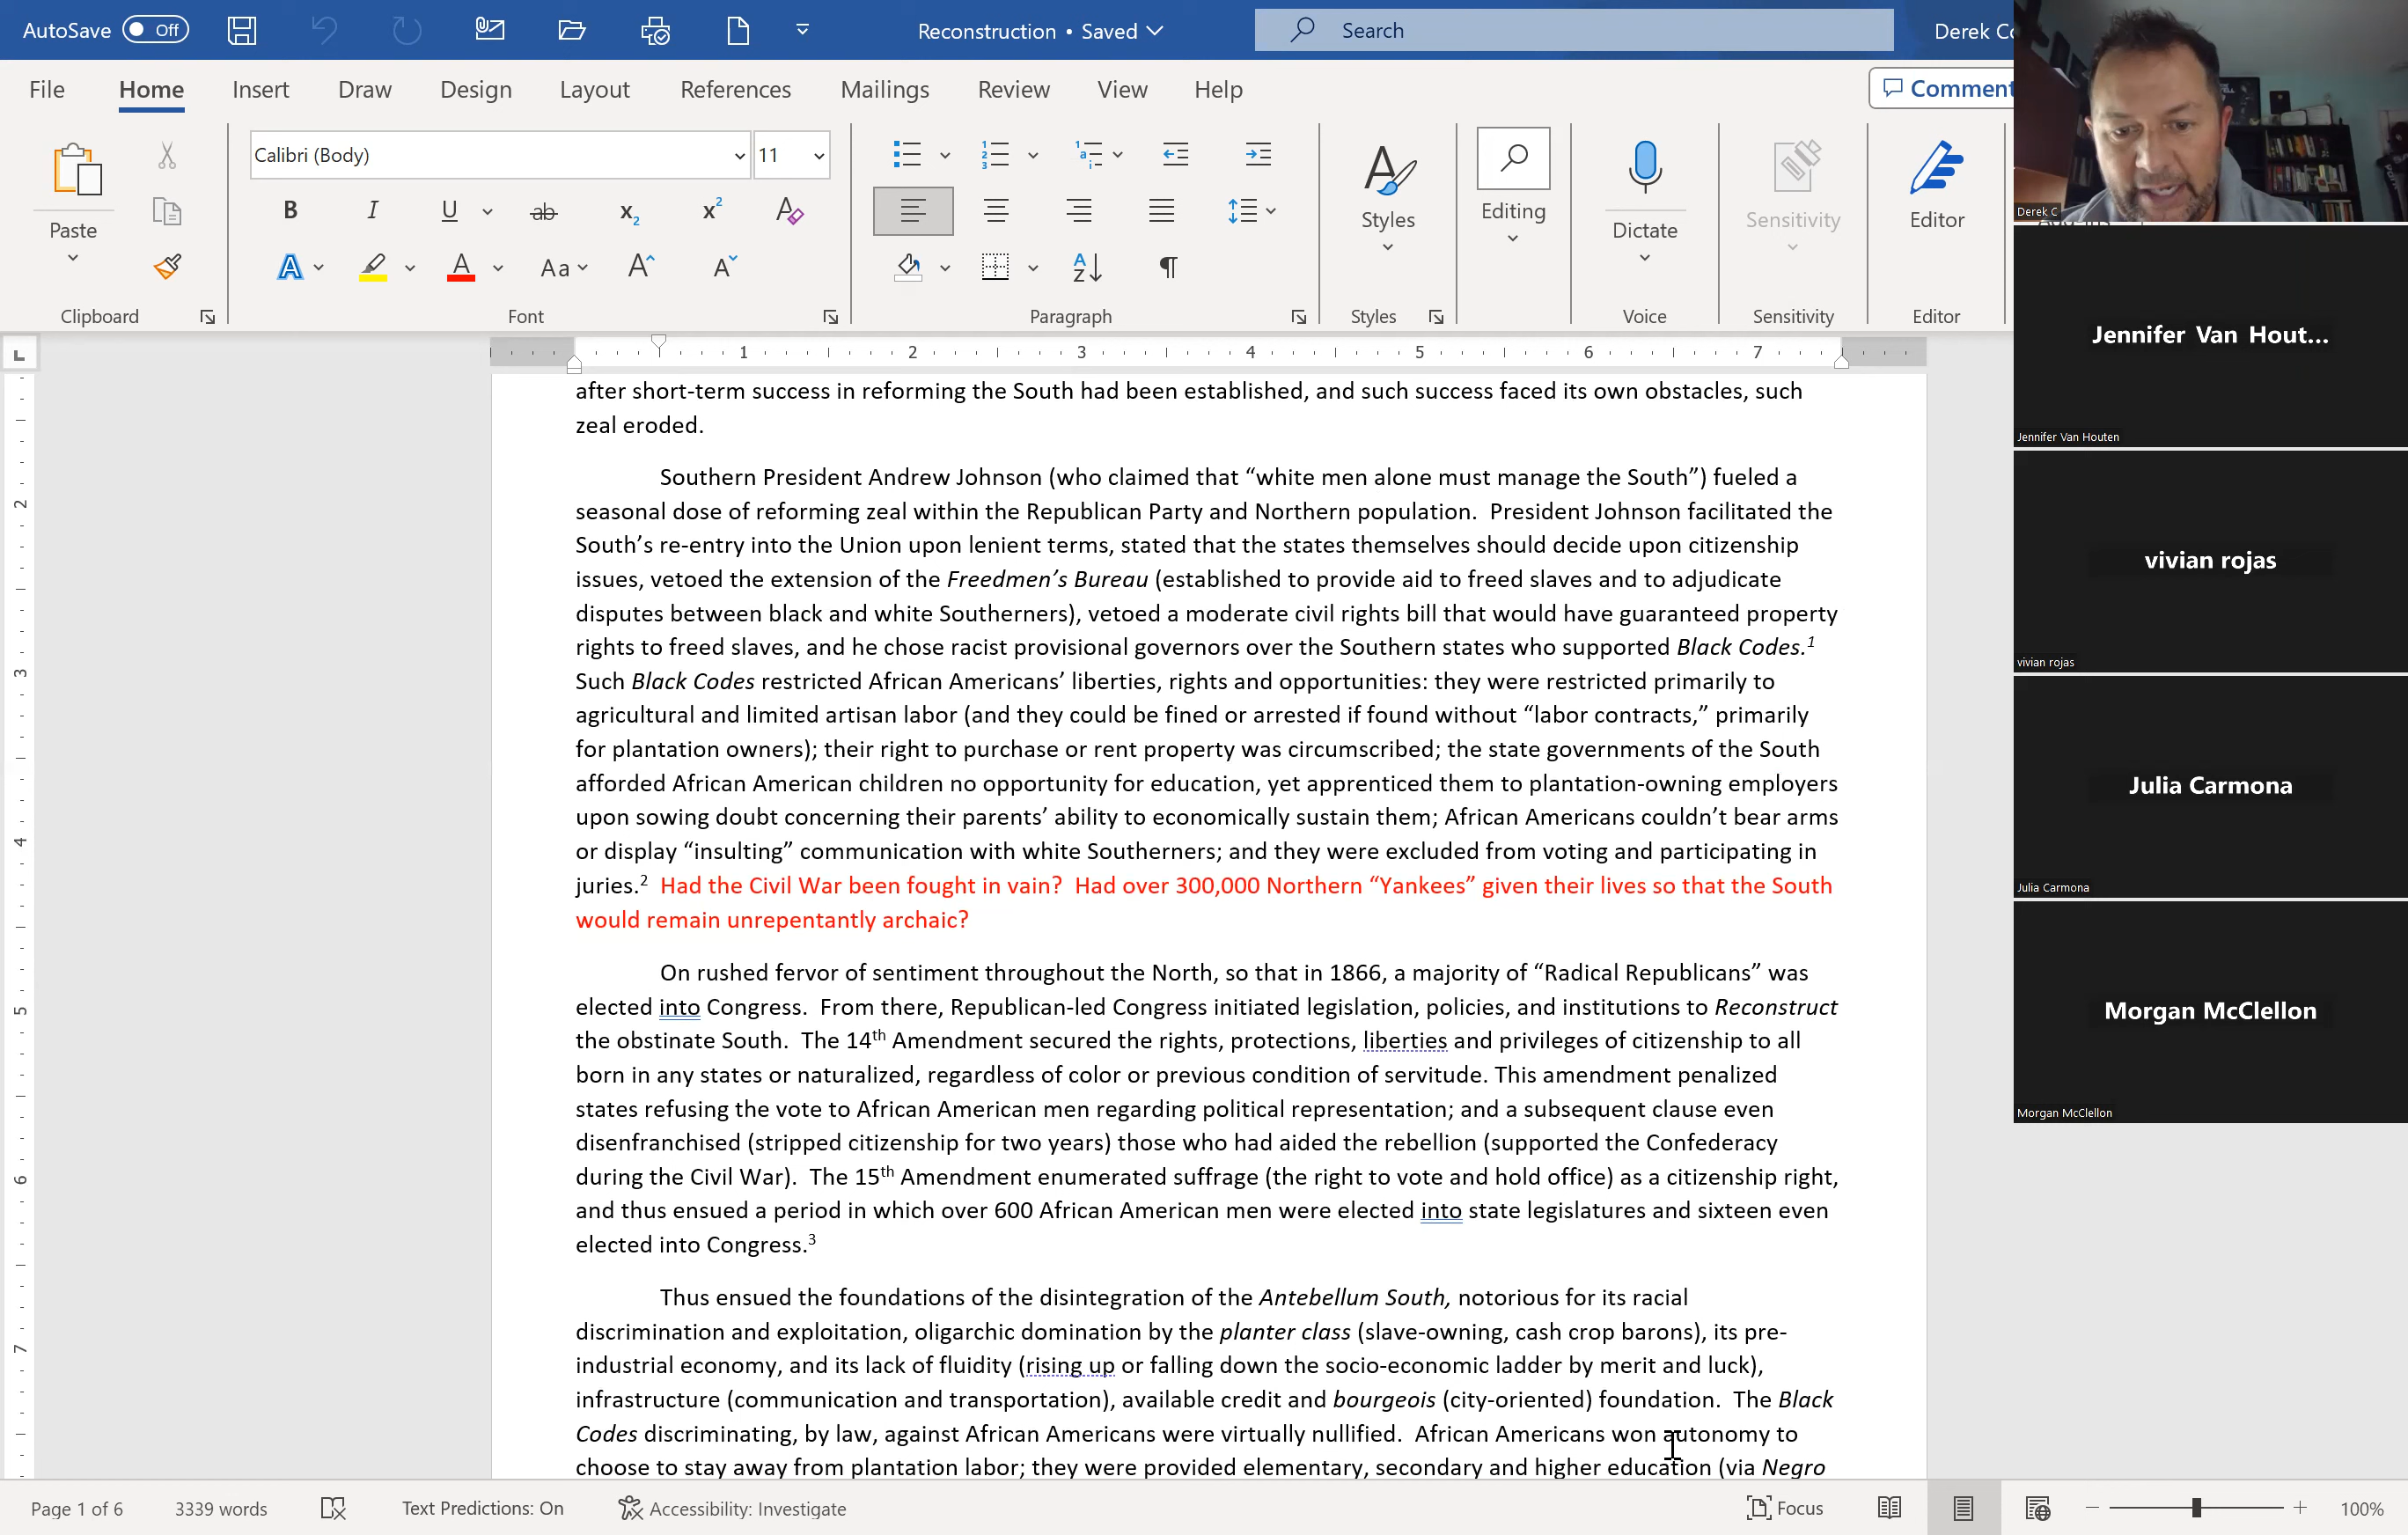 AutoSave Off Reconstruction • Saved Search Derek Co
File Home Insert Draw Design Layout References Mailings Review View Help Comment
Paste
Calibri (Body) 11
B I U ab x2 x2 A
A A Aa A A
A Z ¶
Styles Editing Dictate Sensitivity Editor
Clipboard Font Paragraph Styles Voice Sensitivity Editor
L 1 2 3 4 5 6 7
2
3
4
5
6
7
after short-term success in reforming the South had been established, and such success faced its own obstacles, such
zeal eroded.
Southern President Andrew Johnson (who claimed that “white men alone must manage the South”) fueled a
seasonal dose of reforming zeal within the Republican Party and Northern population. President Johnson facilitated the
South’s re-entry into the Union upon lenient terms, stated that the states themselves should decide upon citizenship
issues, vetoed the extension of the Freedmen’s Bureau (established to provide aid to freed slaves and to adjudicate
disputes between black and white Southerners), vetoed a moderate civil rights bill that would have guaranteed property
rights to freed slaves, and he chose racist provisional governors over the Southern states who supported Black Codes.1
Such Black Codes restricted African Americans’ liberties, rights and opportunities: they were restricted primarily to
agricultural and limited artisan labor (and they could be fined or arrested if found without “labor contracts,” primarily
for plantation owners); their right to purchase or rent property was circumscribed; the state governments of the South
afforded African American children no opportunity for education, yet apprenticed them to plantation-owning employers
upon sowing doubt concerning their parents’ ability to economically sustain them; African Americans couldn’t bear arms
or display “insulting” communication with white Southerners; and they were excluded from voting and participating in
juries.2 Had the Civil War been fought in vain? Had over 300,000 Northern “Yankees” given their lives so that the South
would remain unrepentantly archaic?
On rushed fervor of sentiment throughout the North, so that in 1866, a majority of “Radical Republicans” was
elected into Congress. From there, Republican-led Congress initiated legislation, policies, and institutions to Reconstruct
the obstinate South. The 14th Amendment secured the rights, protections, liberties and privileges of citizenship to all
born in any states or naturalized, regardless of color or previous condition of servitude. This amendment penalized
states refusing the vote to African American men regarding political representation; and a subsequent clause even
disenfranchised (stripped citizenship for two years) those who had aided the rebellion (supported the Confederacy
during the Civil War). The 15th Amendment enumerated suffrage (the right to vote and hold office) as a citizenship right,
and thus ensued a period in which over 600 African American men were elected into state legislatures and sixteen even
elected into Congress.3
Thus ensued the foundations of the disintegration of the Antebellum South, notorious for its racial
discrimination and exploitation, oligarchic domination by the planter class (slave-owning, cash crop barons), its pre-
industrial economy, and its lack of fluidity (rising up or falling down the socio-economic ladder by merit and luck),
infrastructure (communication and transportation), available credit and bourgeois (city-oriented) foundation. The Black
Codes discriminating, by law, against African Americans were virtually nullified. African Americans won autonomy to
choose to stay away from plantation labor; they were provided elementary, secondary and higher education (via Negro
Derek C
Jennifer Van Hout...
Jennifer Van Houten
vivian rojas
vivian rojas
Julia Carmona
Julia Carmona
Morgan McClellon
Morgan McClellon
Page 1 of 6 3339 words Text Predictions: On Accessibility: Investigate Focus 100%